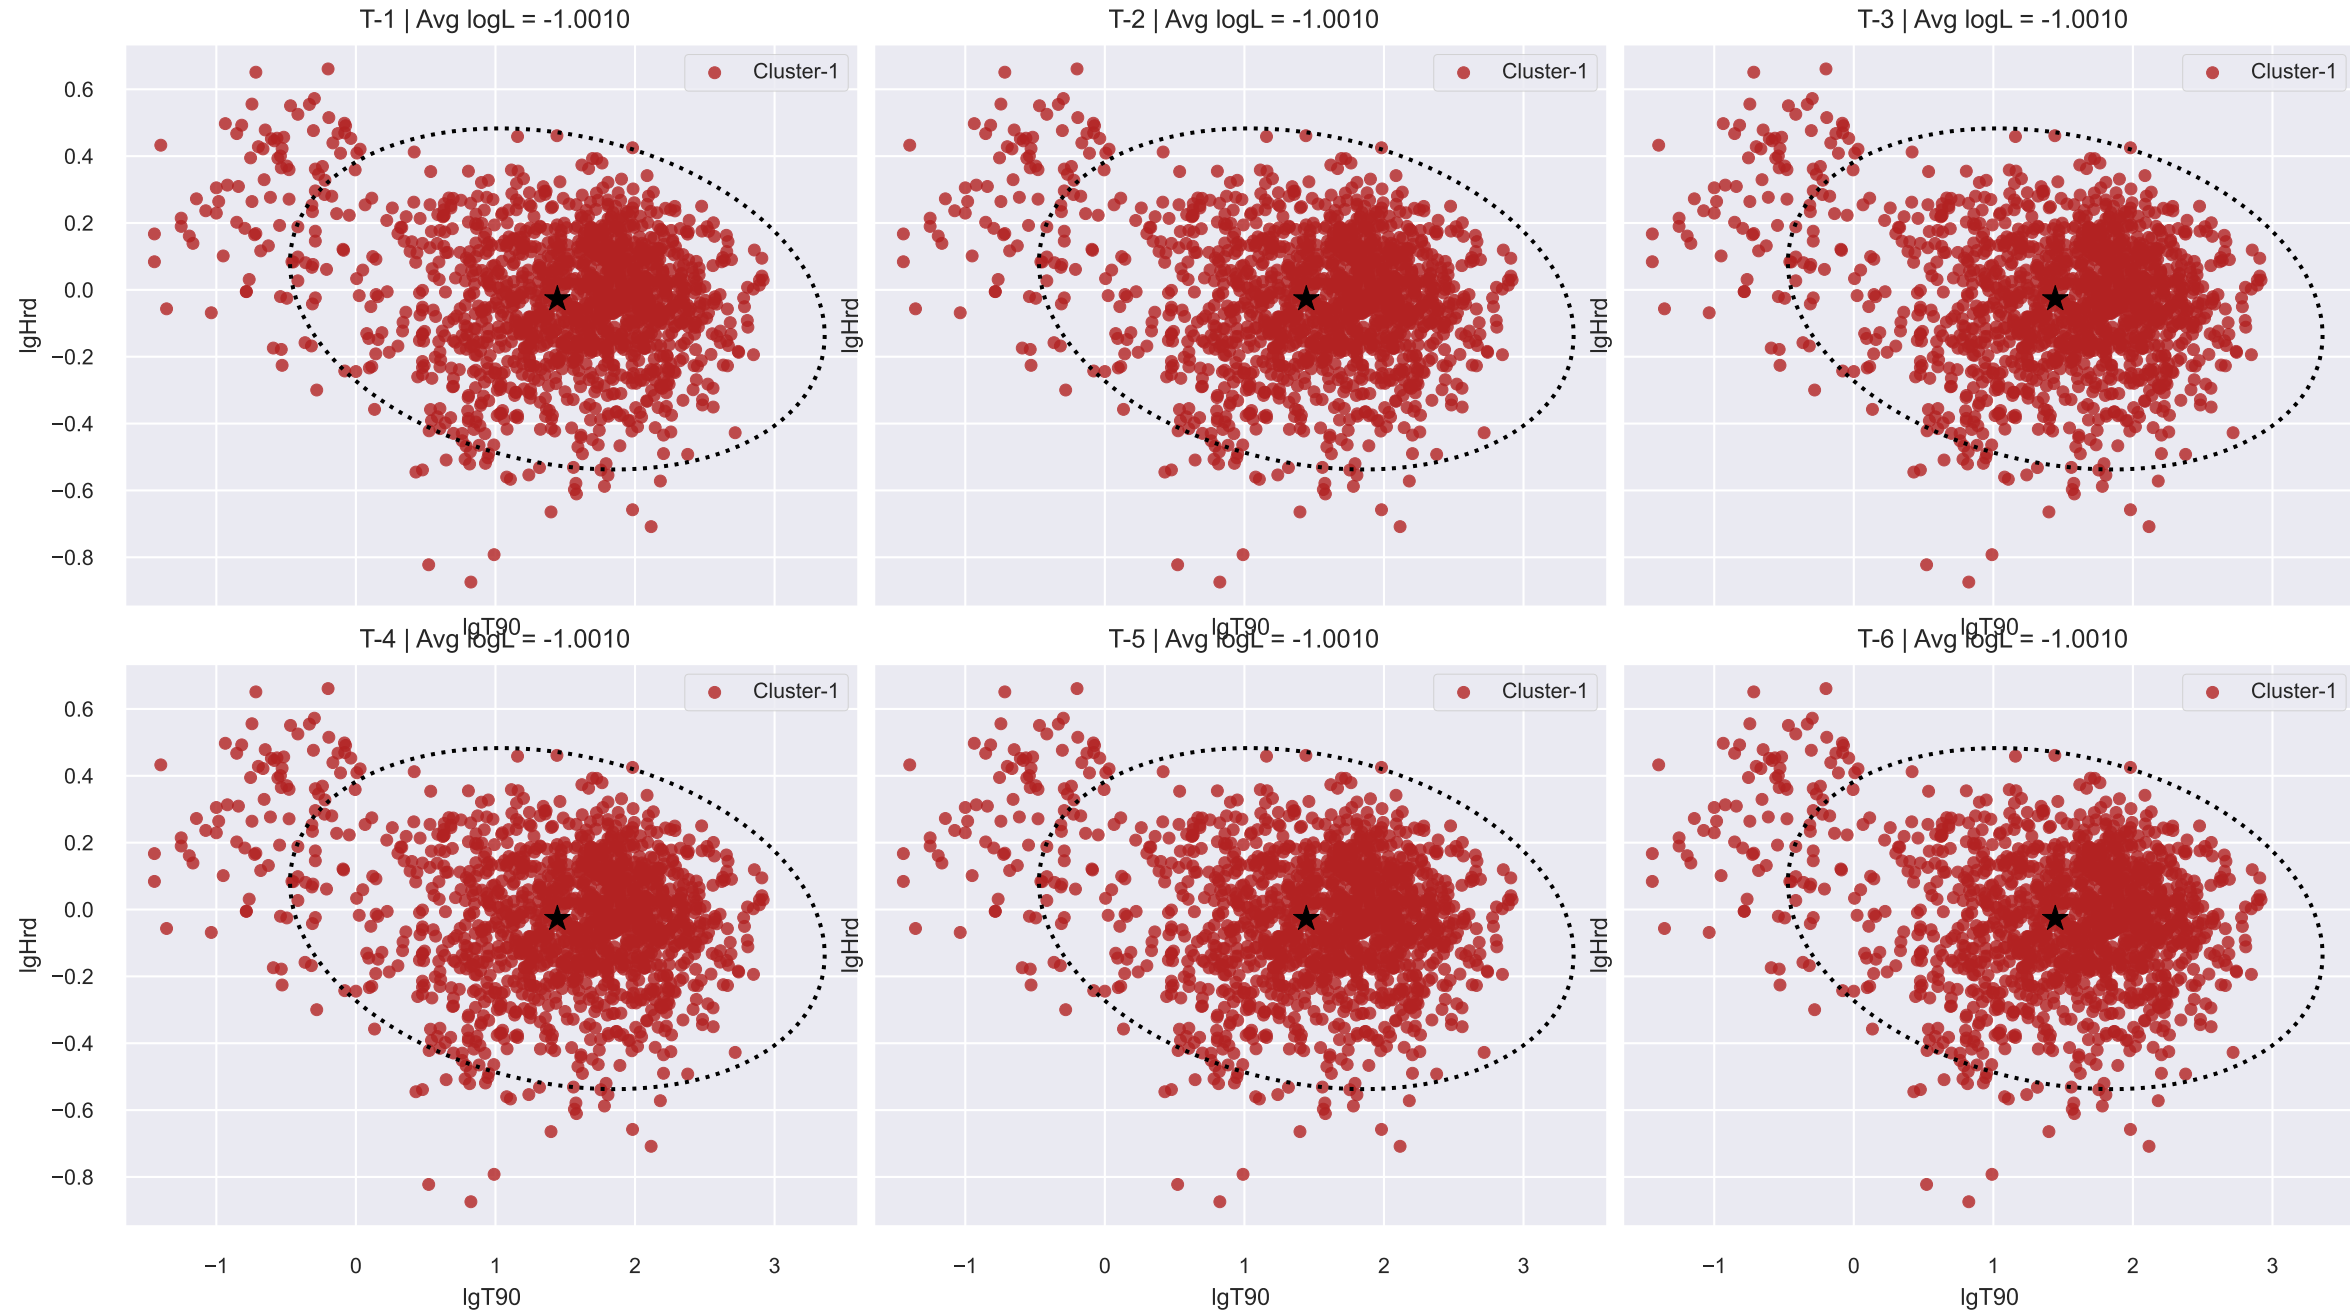 T-1 | Avg logL = -1.0010
T-2 | Avg logL = -1.0010
T-3 | Avg logL = -1.0010
Cluster-1
Cluster-1
Cluster-1
0.6
0.4
0.2
0.0
−0.2
−0.4
−0.6
−0.8
lgHrd
lgHrd
lgHrd
lgT90
lgT90
lgT90
T-4 | Avg logL = -1.0010
T-5 | Avg logL = -1.0010
T-6 | Avg logL = -1.0010
Cluster-1
Cluster-1
Cluster-1
0.6
0.4
0.2
0.0
−0.2
−0.4
−0.6
−0.8
lgHrd
lgHrd
lgHrd
−1 0 1 2 3
−1 0 1 2 3
−1 0 1 2 3
lgT90
lgT90
lgT90